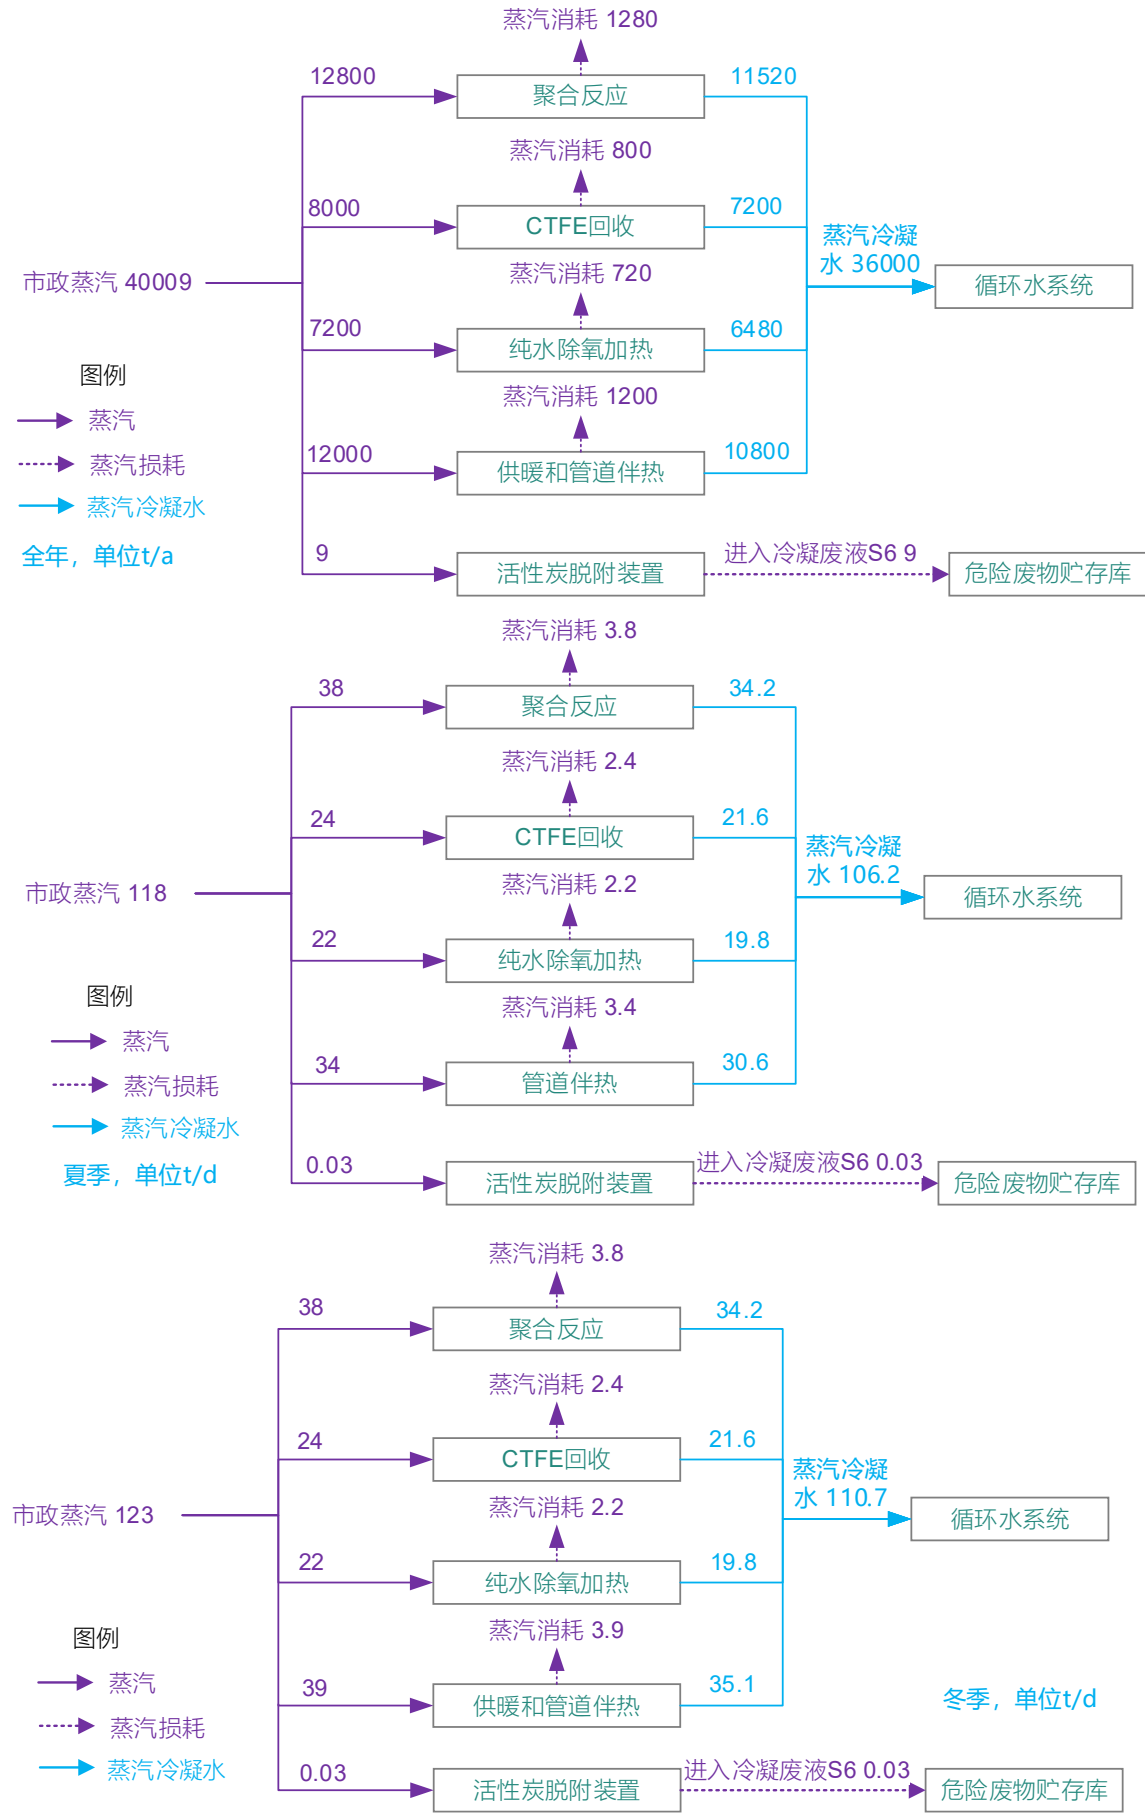 蒸汽消耗 1280
12800
聚合反应
11520
蒸汽消耗 800
8000
CTFE回收
7200
蒸汽冷凝
水 36000
市政蒸汽 40009
蒸汽消耗 720
循环水系统
7200
纯水除氧加热
6480
图例
蒸汽消耗 1200
蒸汽
12000
供暖和管道伴热
10800
蒸汽损耗
蒸汽冷凝水
全年，单位t/a
9
活性炭脱附装置
进入冷凝废液S6 9
危险废物贮存库
蒸汽消耗 3.8
38
聚合反应
34.2
蒸汽消耗 2.4
24
CTFE回收
21.6
蒸汽冷凝
水 106.2
市政蒸汽 118
蒸汽消耗 2.2
循环水系统
22
纯水除氧加热
19.8
图例
蒸汽消耗 3.4
蒸汽
34
管道伴热
30.6
蒸汽损耗
蒸汽冷凝水
夏季，单位t/d
0.03
活性炭脱附装置
进入冷凝废液S6 0.03
危险废物贮存库
蒸汽消耗 3.8
38
聚合反应
34.2
蒸汽消耗 2.4
24
CTFE回收
21.6
蒸汽冷凝
水 110.7
市政蒸汽 123
蒸汽消耗 2.2
循环水系统
22
纯水除氧加热
19.8
图例
蒸汽消耗 3.9
蒸汽
39
供暖和管道伴热
35.1
冬季，单位t/d
蒸汽损耗
蒸汽冷凝水
0.03
活性炭脱附装置
进入冷凝废液S6 0.03
危险废物贮存库